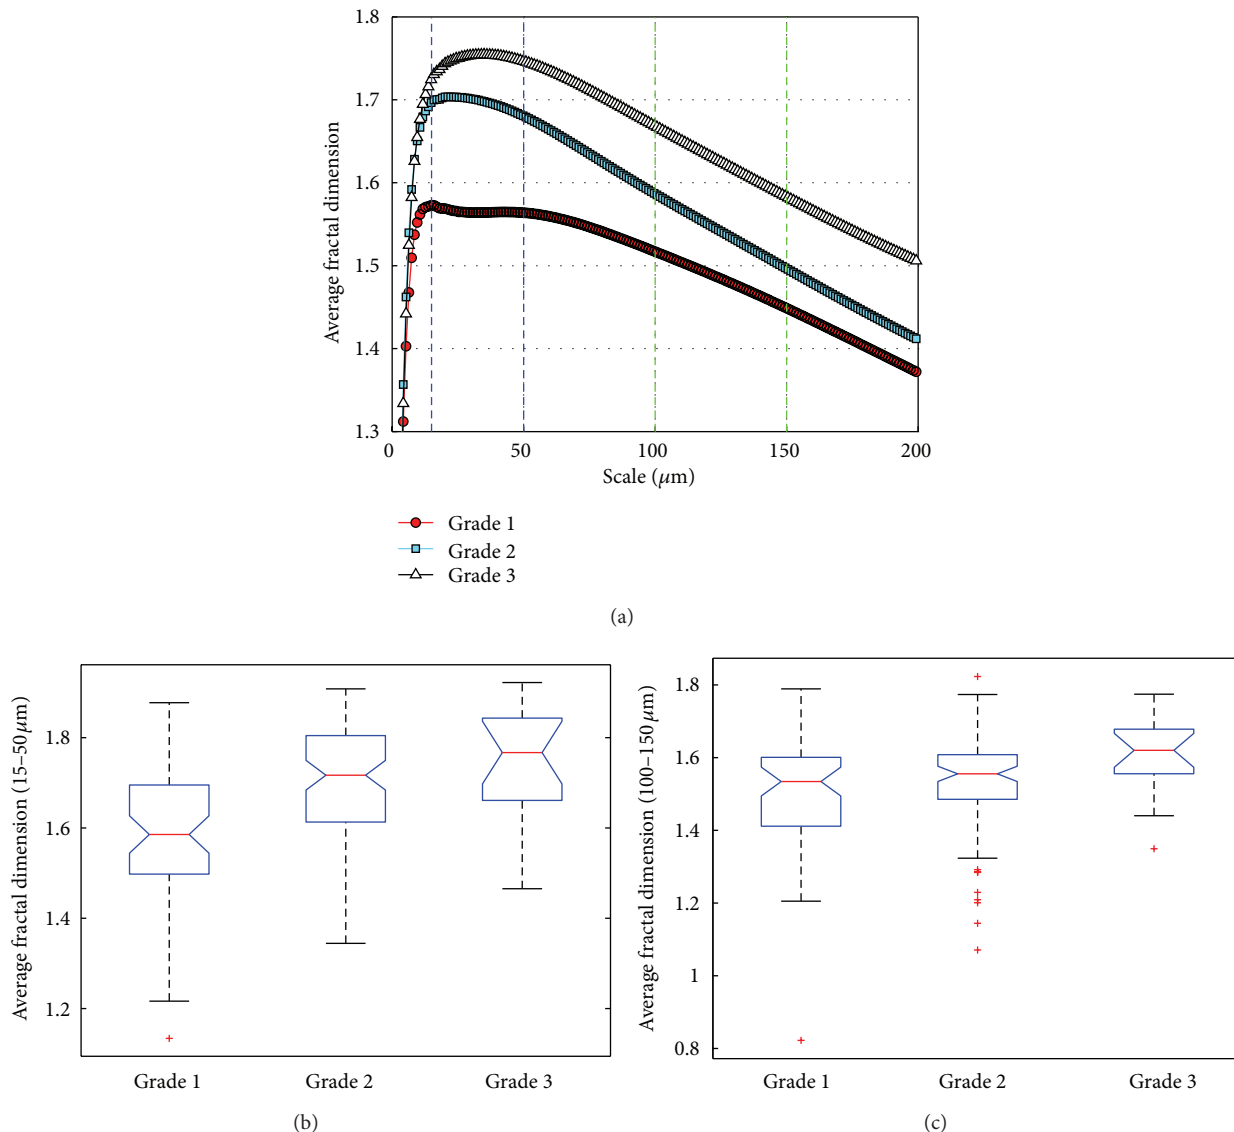 1.8
1.7
1.6
1.5
1.4
1.3
Average fractal dimension
0
50
100
150
200
Scale (μm)
Grade 1
Grade 2
Grade 3
(a)
Average fractal dimension (15–50 μm)
1.8
1.6
1.4
1.2
Grade 1
Grade 2
Grade 3
(b)
Average fractal dimension (100–150 μm)
1.8
1.6
1.4
1.2
1
0.8
Grade 1
Grade 2
Grade 3
(c)